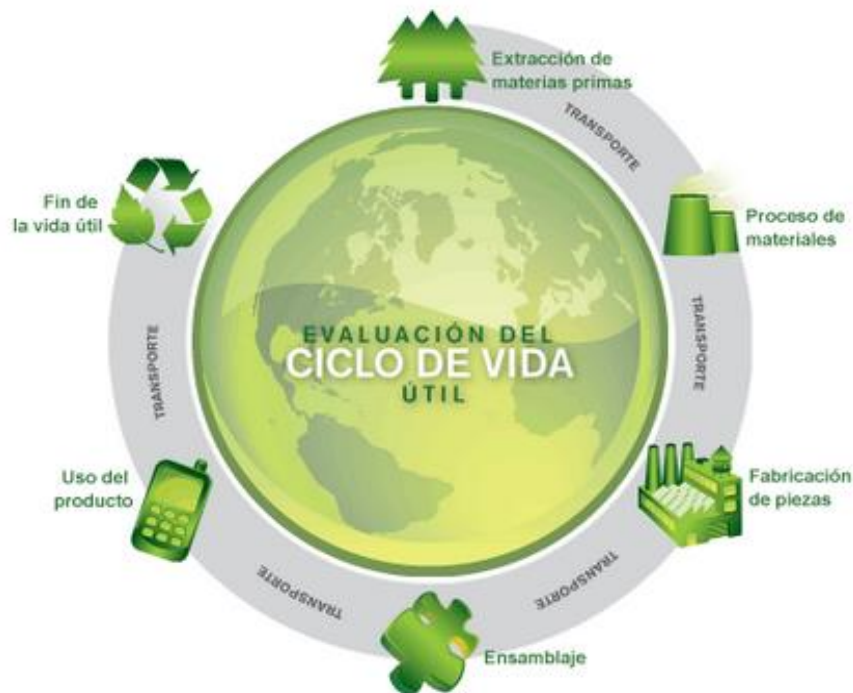 Extracción de
materias primas
TRANSPORTE
Proceso de
materiales
TRANSPORTE
Fabricación
de piezas
TRANSPORTE
Ensamblaje
TRANSPORTE
Uso del
producto
TRANSPORTE
Fin de
la vida útil
EVALUACIÓN DEL
CICLO DE VIDA
ÚTIL